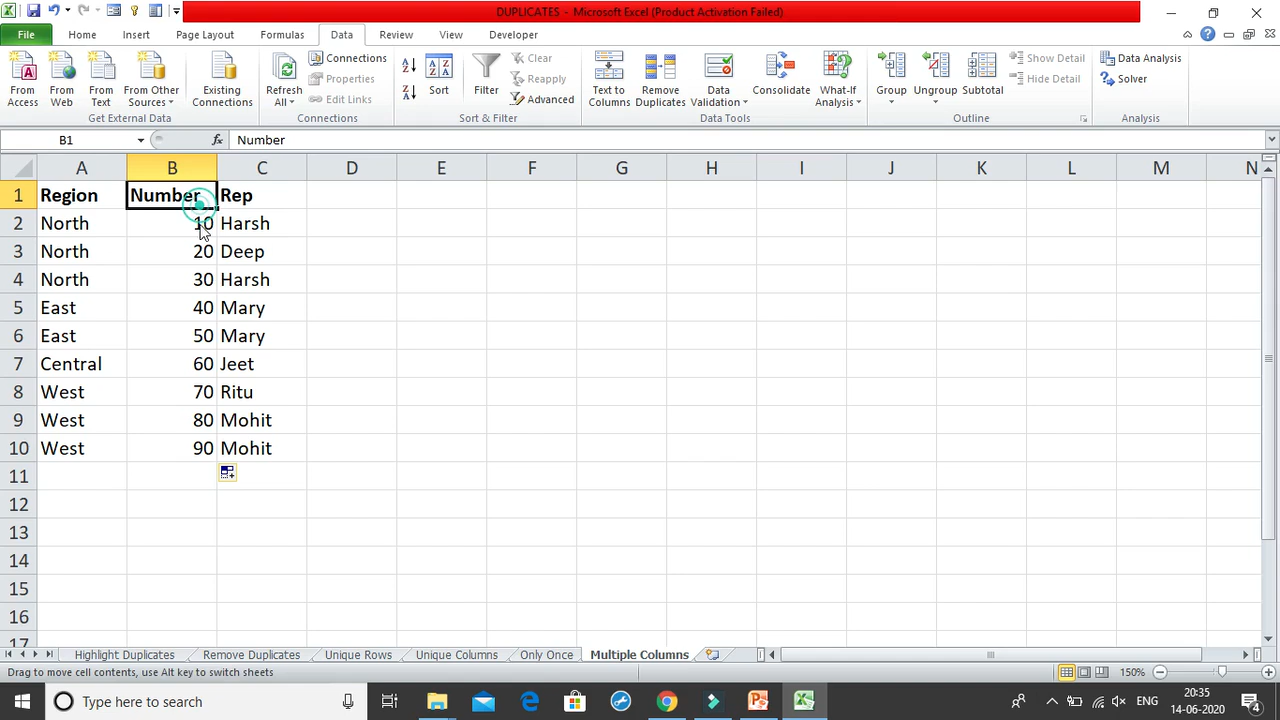 DUPLICATES - Microsoft Excel (Product Activation Failed)
File Home Insert Page Layout Formulas Data Review View Developer
From Access
From Web
From Text
From Other Sources
Existing Connections
Get External Data
Refresh All
Connections
Properties
Edit Links
Connections
Sort
Filter
Clear
Reapply
Advanced
Sort & Filter
Text to Columns
Remove Duplicates
Data Validation
Consolidate
What-If Analysis
Data Tools
Group
Ungroup
Subtotal
Show Detail
Hide Detail
Outline
Data Analysis
Solver
Analysis
B1 fx Number
A B C D E F G H I J K L M N
1 Region Number Rep
2 North 10 Harsh
3 North 20 Deep
4 North 30 Harsh
5 East 40 Mary
6 East 50 Mary
7 Central 60 Jeet
8 West 70 Ritu
9 West 80 Mohit
10 West 90 Mohit
11
12
13
14
15
16
17
Highlight Duplicates Remove Duplicates Unique Rows Unique Columns Only Once Multiple Columns
Drag to move cell contents, use Alt key to switch sheets 150%
Type here to search ENG 20:35
14-06-2020
4